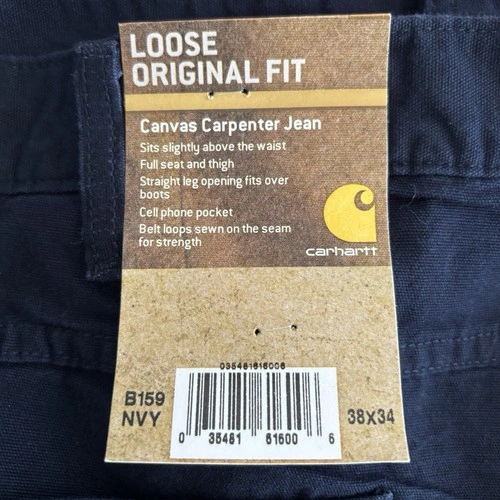 LOOSE
ORIGINAL FIT
Canvas Carpenter Jean
Sits slightly above the waist
Full seat and thigh
Straight leg opening fits over
boots
Cell phone pocket
Belt loops sewn on the seam
for strength
carhartt
035481616006
B159
NVY
38x34
0 35481 61600 6